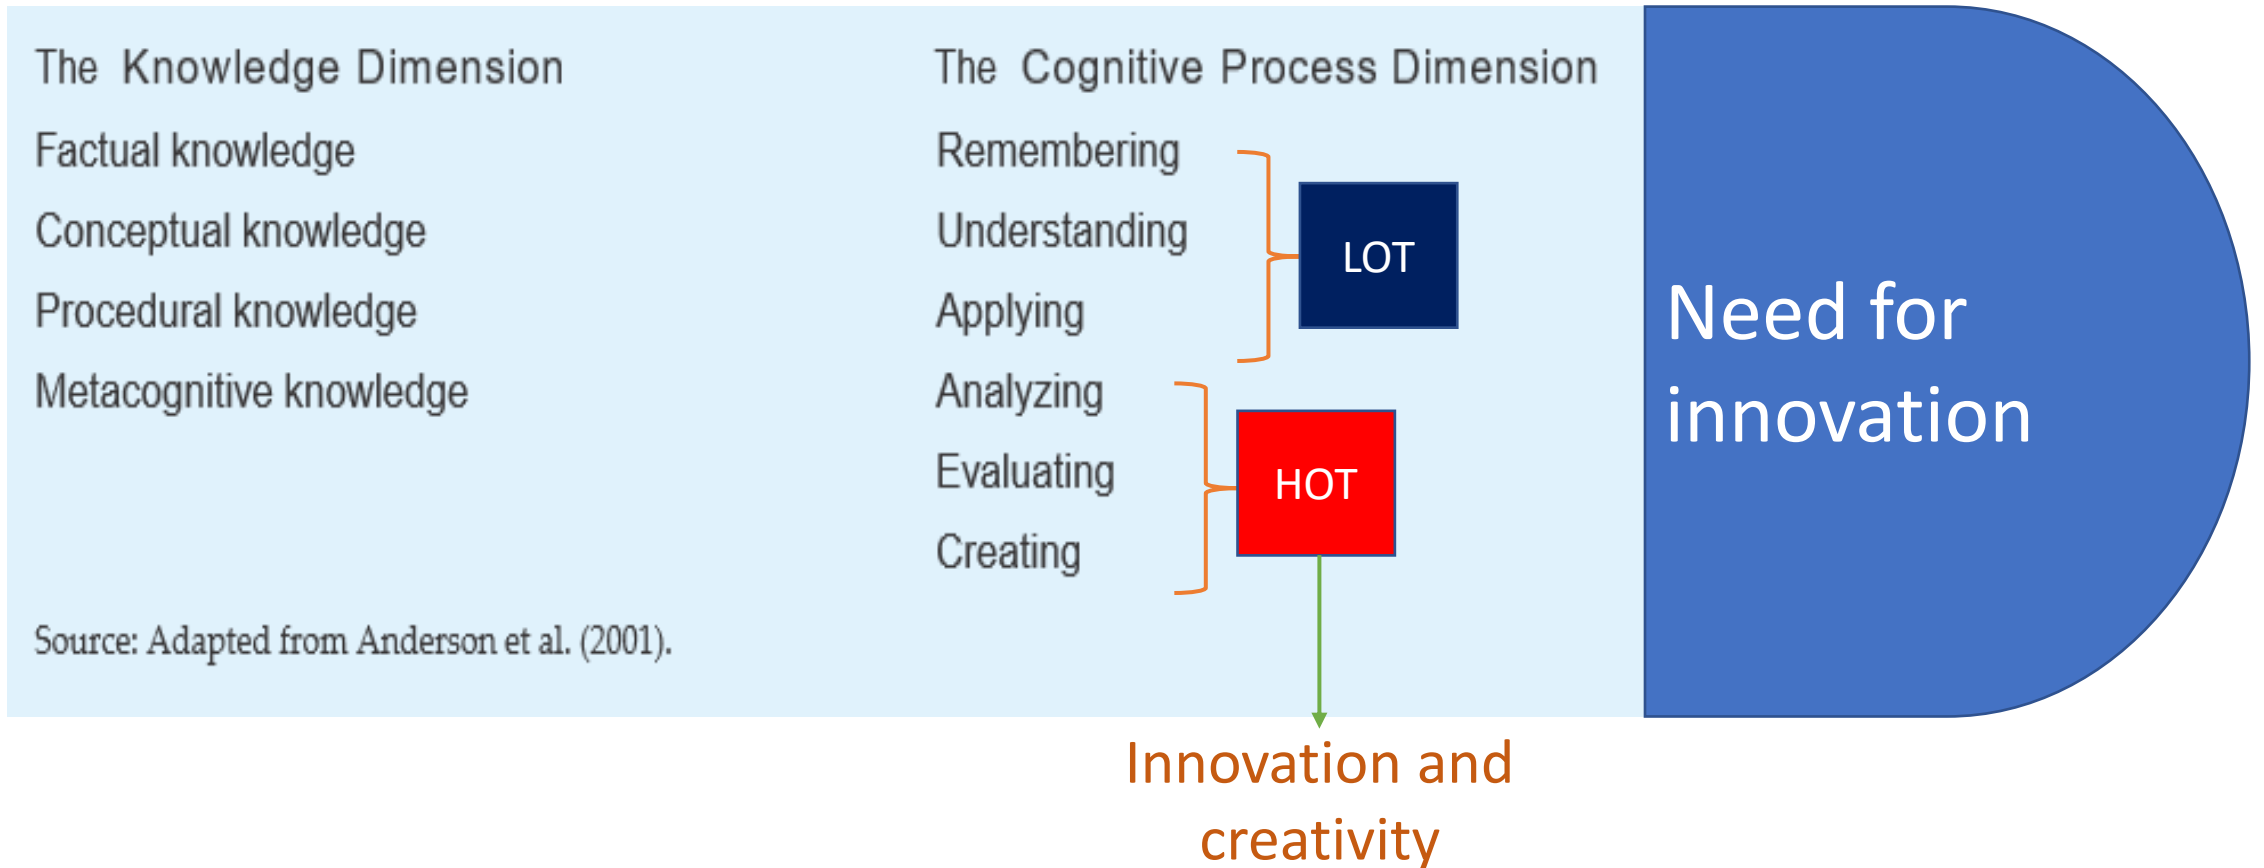 The Knowledge Dimension
Factual knowledge
Conceptual knowledge
Procedural knowledge
Metacognitive knowledge
Source: Adapted from Anderson et al. (2001).
The Cognitive Process Dimension
Remembering
Understanding
Applying
Analyzing
Evaluating
Creating
LOT
HOT
Innovation and
creativity
Need for
innovation